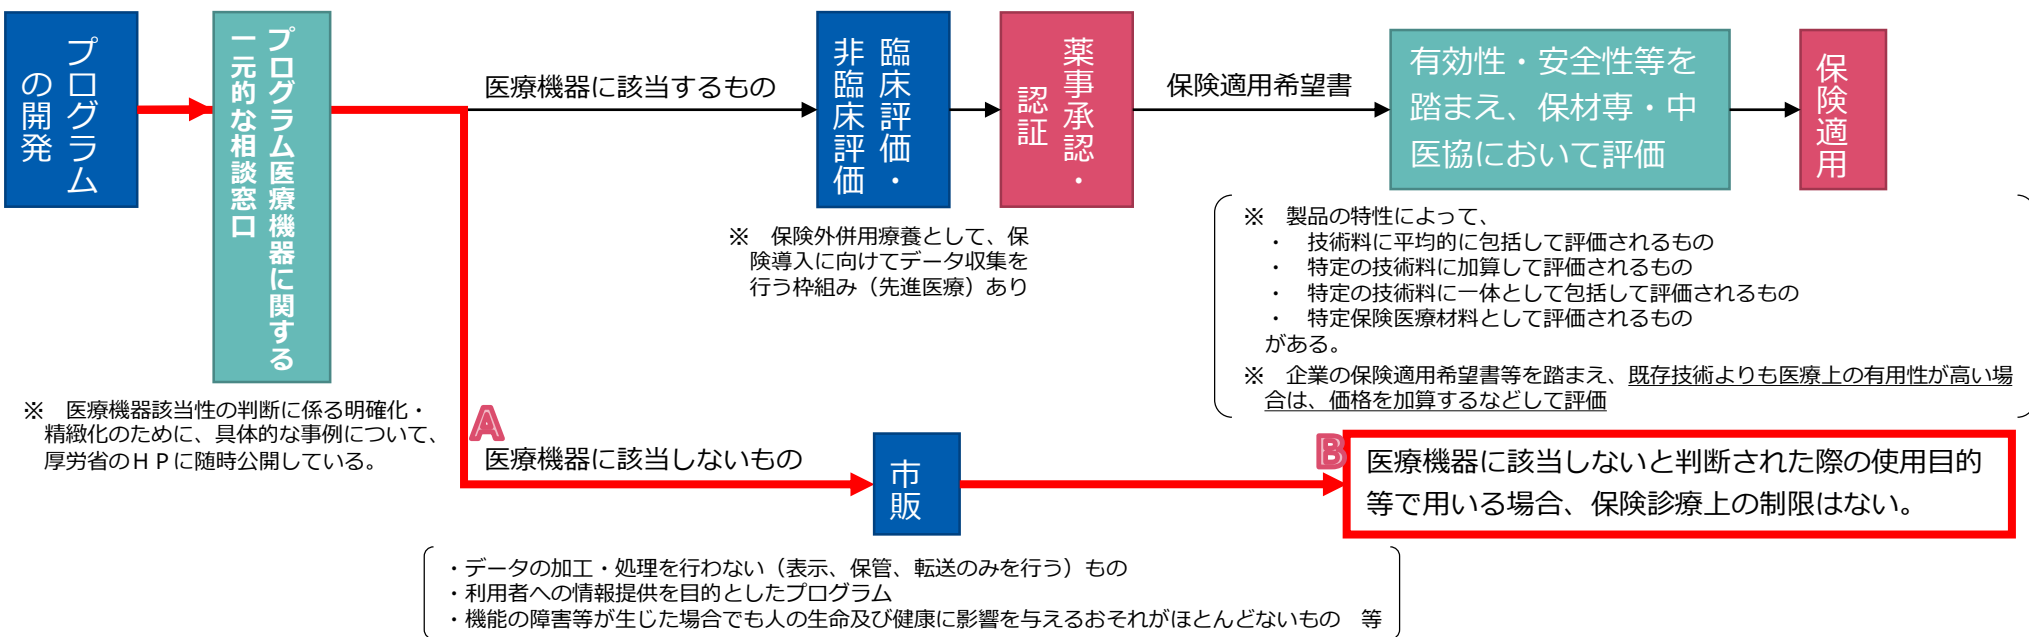 プログラム
の開発
プログラム医療機器に関する
一元的な相談窓口
※　医療機器該当性の判断に係る明確化・
精緻化のために、具体的な事例について、
厚労省のＨＰに随時公開している。
医療機器に該当するもの
臨床評価・
非臨床評価
※　保険外併用療養として、保
険導入に向けてデータ収集を
行う枠組み（先進医療）あり
薬事承認・
認証
保険適用希望書
有効性・安全性等を
踏まえ、保材専・中
医協において評価
保険適用
※　製品の特性によって、
・　技術料に平均的に包括して評価されるもの
・　特定の技術料に加算して評価されるもの
・　特定の技術料に一体として包括して評価されるもの
・　特定保険医療材料として評価されるもの
がある。
※　企業の保険適用希望書等を踏まえ、既存技術よりも医療上の有用性が高い場
合は、価格を加算するなどして評価
A
医療機器に該当しないもの
市販
B
医療機器に該当しないと判断された際の使用目的
等で用いる場合、保険診療上の制限はない。
・データの加工・処理を行わない（表示、保管、転送のみを行う）もの
・利用者への情報提供を目的としたプログラム
・機能の障害等が生じた場合でも人の生命及び健康に影響を与えるおそれがほとんどないもの　等